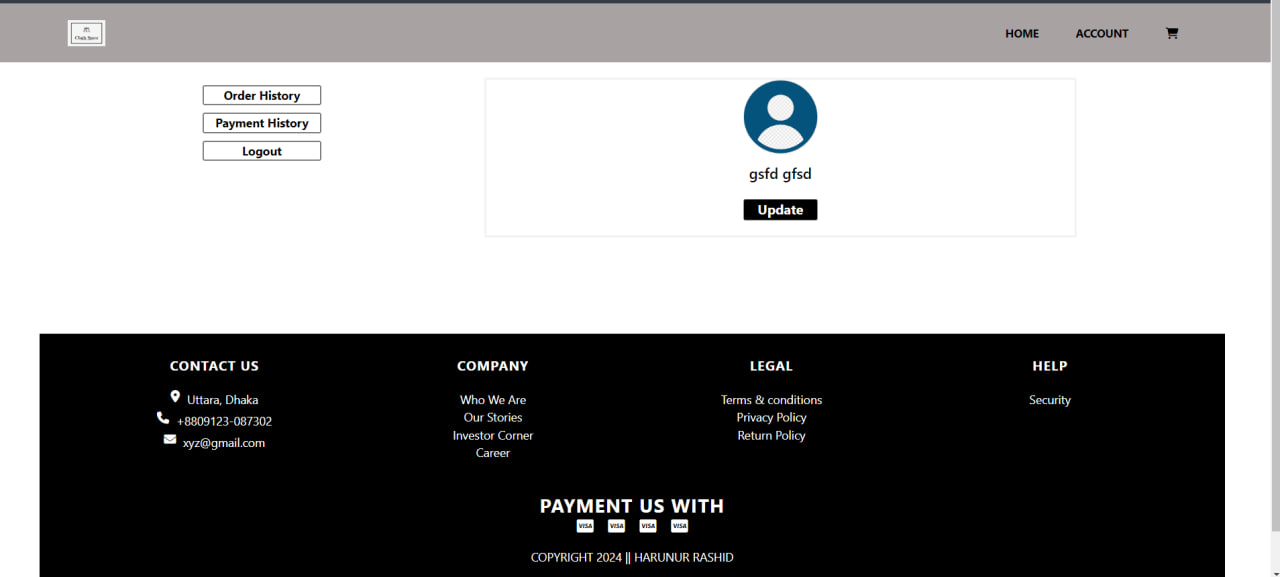 HOME
ACCOUNT
Order History
Payment History
Logout
gsfd gfsd
Update
CONTACT US
Uttara, Dhaka
+8809123-087302
xyz@gmail.com
COMPANY
Who We Are
Our Stories
Investor Corner
Career
LEGAL
Terms & conditions
Privacy Policy
Return Policy
HELP
Security
PAYMENT US WITH
VISA VISA VISA VISA
COPYRIGHT 2024 || HARUNUR RASHID